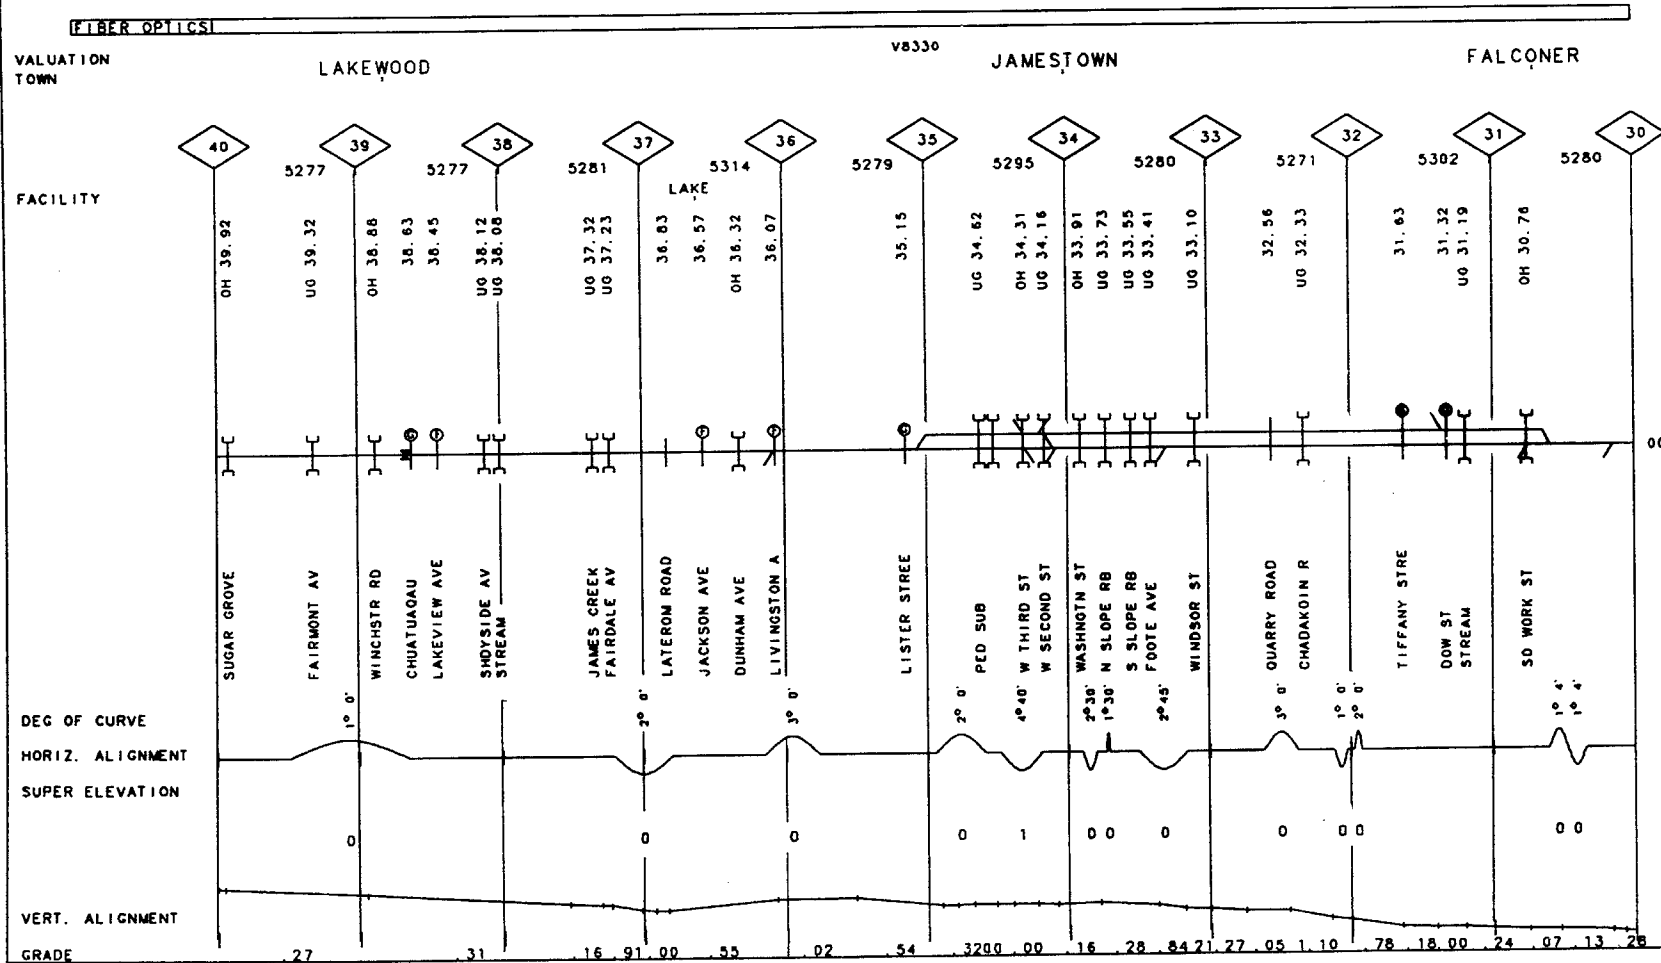 FIBER OPTICS
VALUATION V8330
TOWN LAKEWOOD JAMESTOWN FALCONER
40 39 38 37 36 35 34 33 32 31 30
5277 5277 5281 5314 5279 5295 5280 5271 5302 5280
LAKE
FACILITY
OH 39.92
UG 39.32
OH 38.88
38.63
38.45
UG 38.12
UG 38.08
UG 37.32
UG 37.23
36.83
36.57
OH 36.32
36.07
35.15
UG 34.62
OH 34.31
UG 34.16
OH 33.91
UG 33.73
UG 33.55
UG 33.41
UG 33.10
32.56
UG 32.33
31.63
31.32
UG 31.19
OH 30.76
SUGAR GROVE
FAIRMONT AV
WINCHSTR RD
CHUATUAQAU
LAKEVIEW AVE
SHDYSIDE AV
STREAM
JAMES CREEK
FAIRDALE AV
LATEROM ROAD
JACKSON AVE
DUNHAM AVE
LIVINGSTON A
LISTER STREE
PED SUB
W THIRD ST
W SECOND ST
WASHNGTN ST
N SLOPE RB
S SLOPE RB
FOOTE AVE
WINDSOR ST
QUARRY ROAD
CHADAKOIN R
TIFFANY STRE
DOW ST
STREAM
SD WORK ST
DEG OF CURVE 1° 0' 2° 0' 3° 0' 2° 0' 4°40' 2°30' 1°30' 2°45' 3° 0' 1° 0' 2° 0' 1° 4' 1° 4'
HORIZ. ALIGNMENT
SUPER ELEVATION
0 0 0 0 1 0 0 0 0 0 0 0 0
VERT. ALIGNMENT
GRADE .27 .31 .16 .91 .00 .55 .02 .54 .3200 .00 .16 .28 .84 21 .27 .05 1.10 .78 18.00 .24 .07 .13 .28